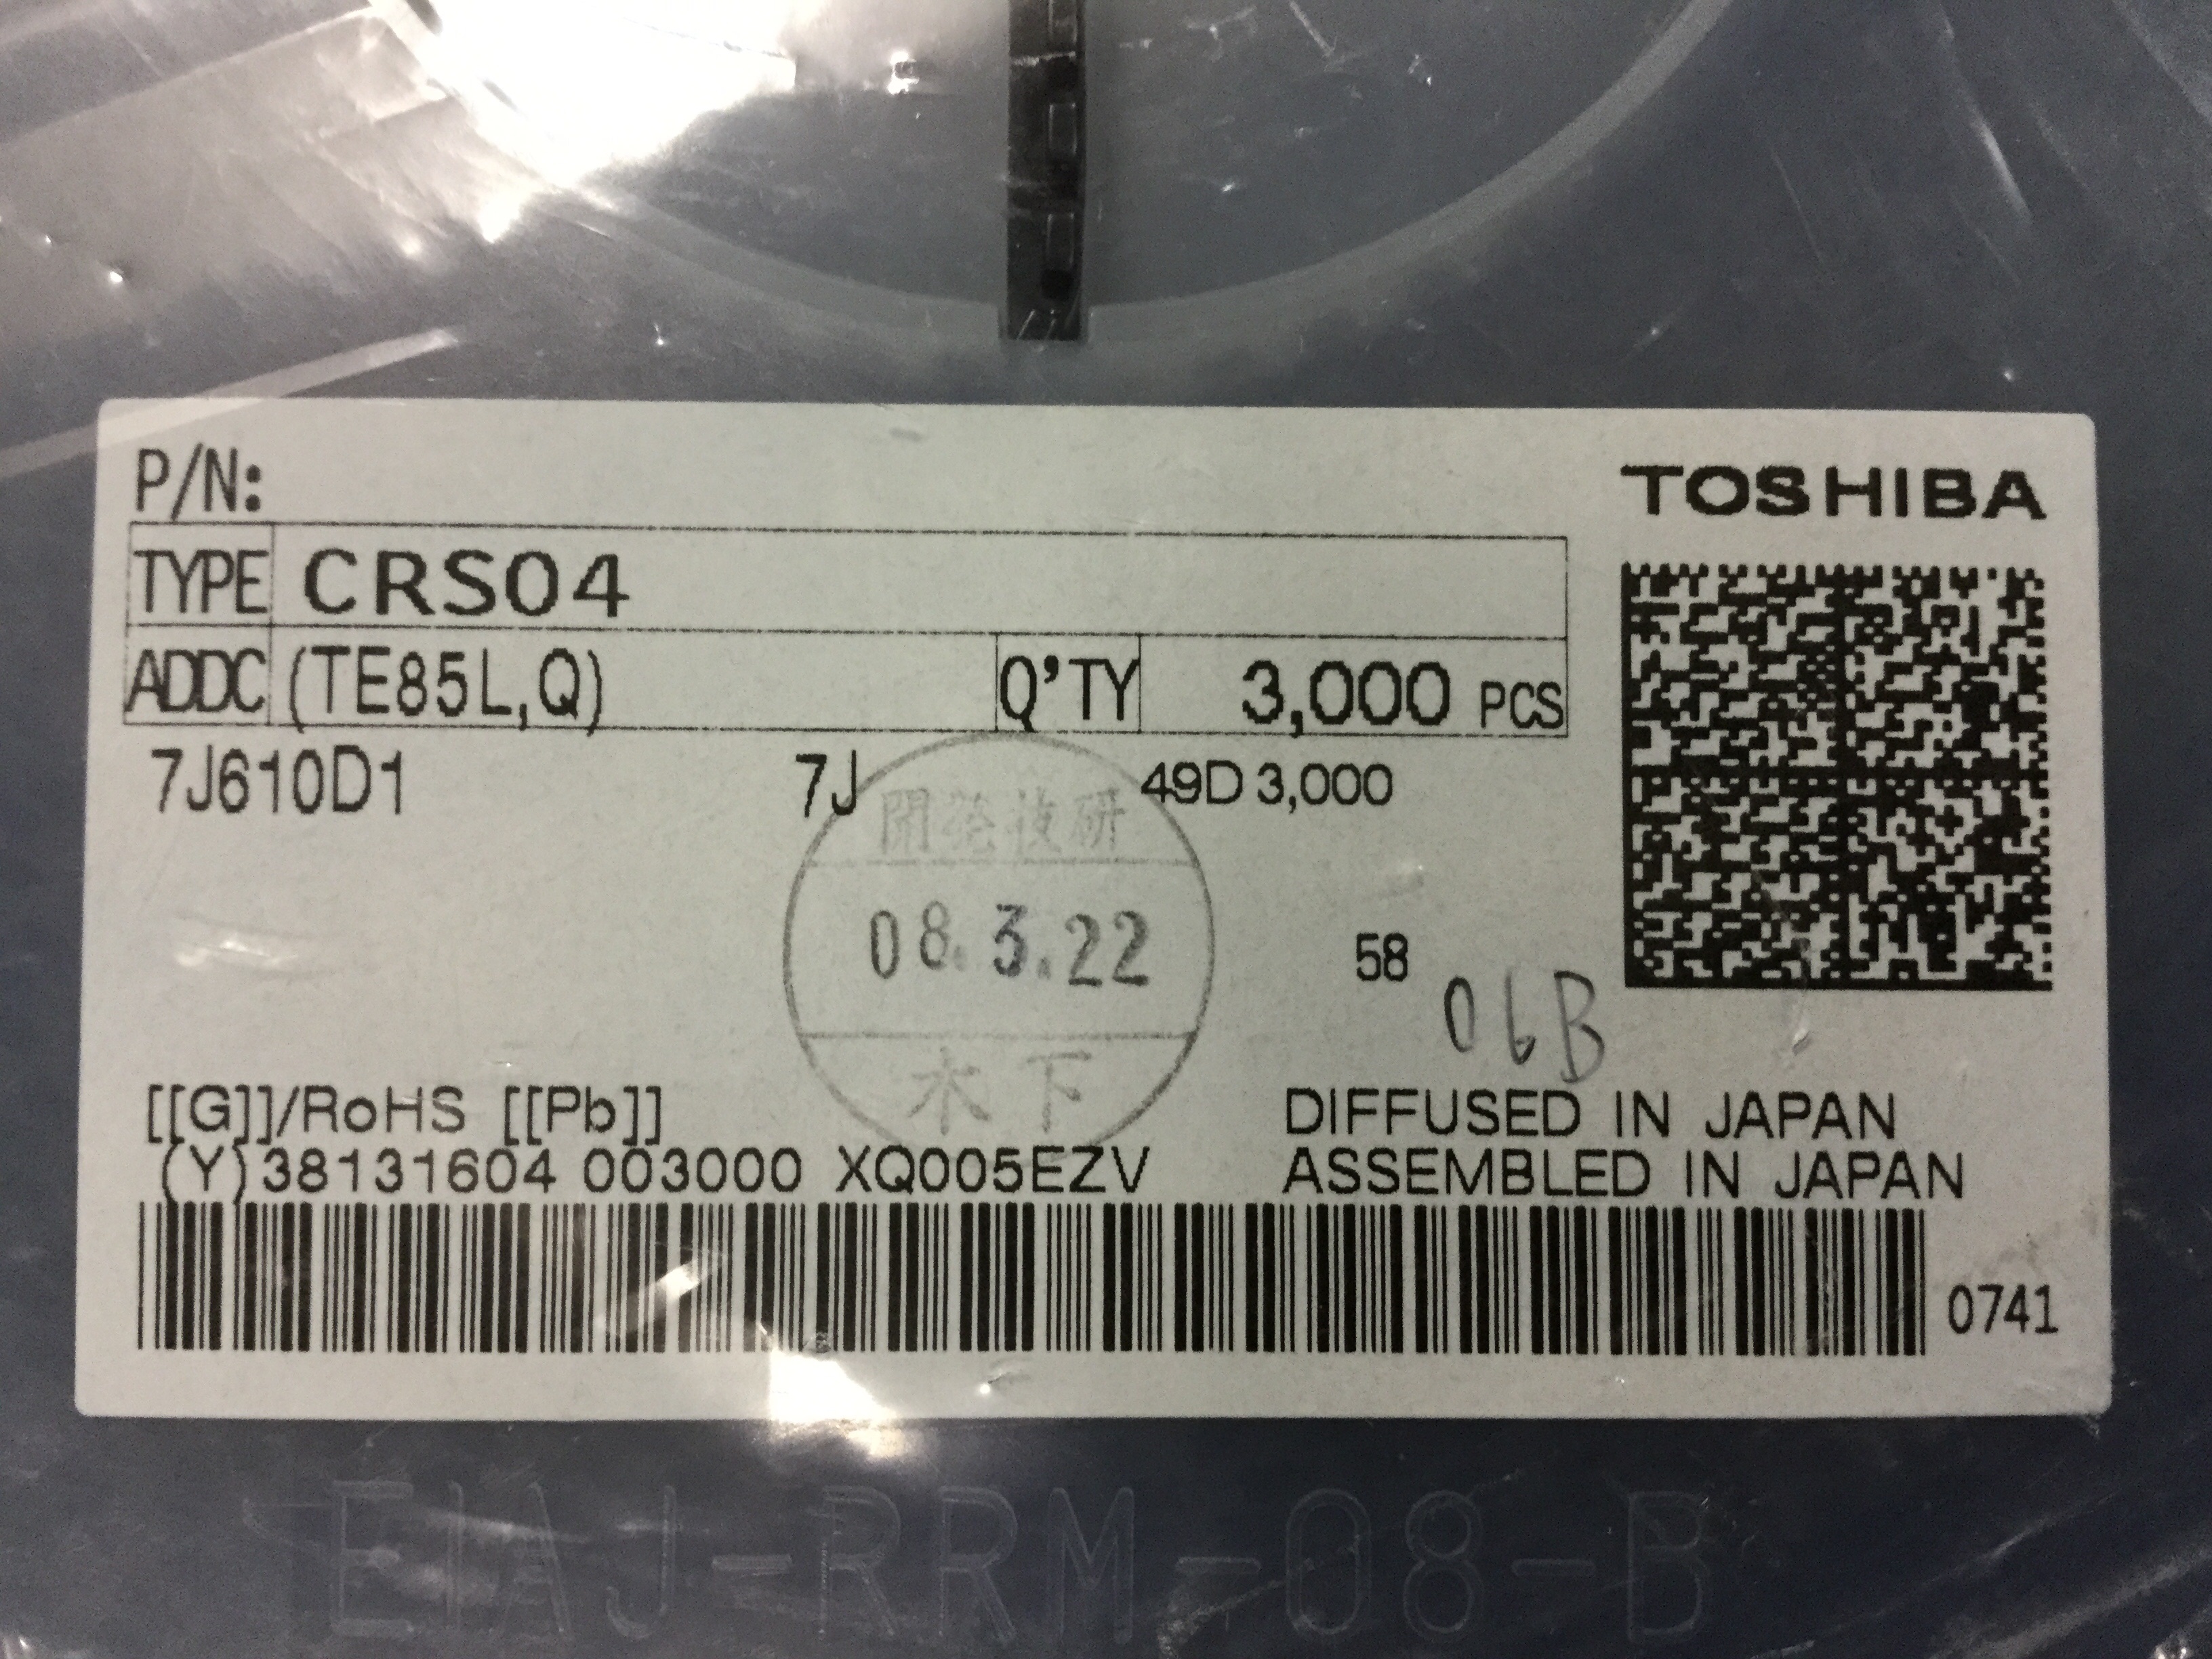 P/N:
TOSHIBA
TYPE CRS04
ADDC (TE85L,Q) Q'TY 3,000 PCS
7J610D1 7J 49D 3,000
開発技研
08.3.22
木下
58
06B
[[G]]/RoHS [[Pb]]
DIFFUSED IN JAPAN
(Y)38131604 003000 XQ005EZV
ASSEMBLED IN JAPAN
0741
EIAJ-RRM-08-B